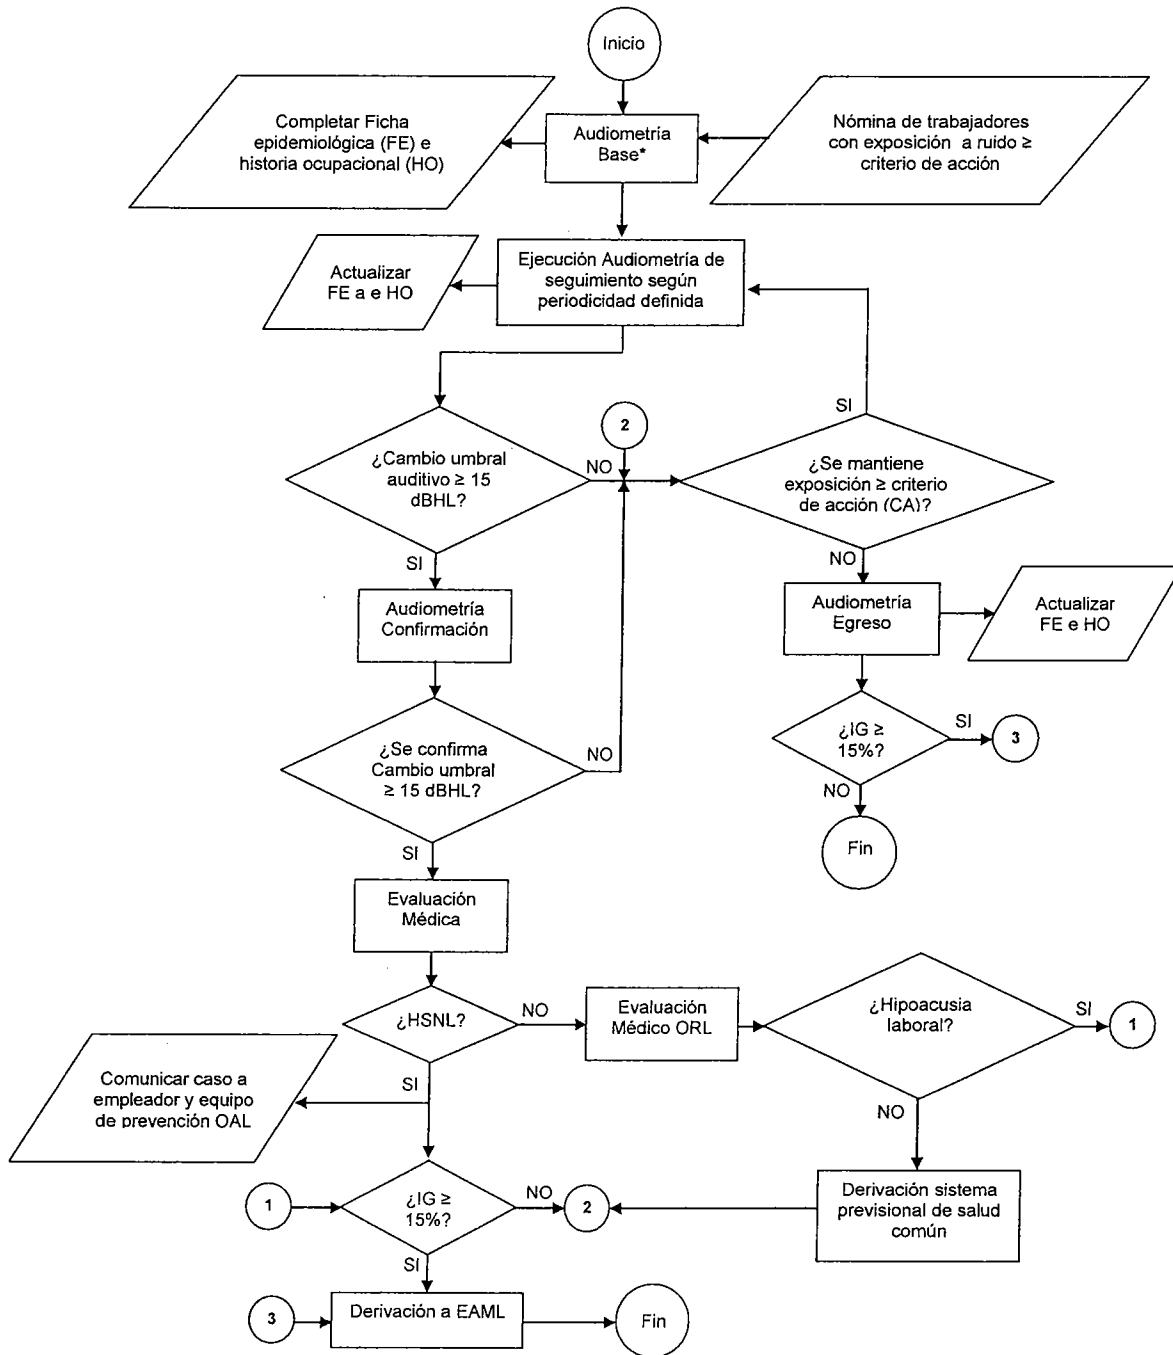 Inicio
Completar Ficha
epidemiológica (FE) e
historia ocupacional (HO)
Audiometría
Base*
Nómina de trabajadores
con exposición a ruido ≥
criterio de acción
Actualizar
FE a e HO
Ejecución Audiometría de
seguimiento según
periodicidad definida
SI
2
¿Cambio umbral
auditivo ≥ 15
dBHL?
NO
¿Se mantiene
exposición ≥ criterio
de acción (CA)?
SI
NO
Audiometría
Confirmación
Audiometría
Egreso
Actualizar
FE e HO
¿Se confirma
Cambio umbral
≥ 15 dBHL?
NO
¿IG ≥
15%?
SI
3
NO
SI
Fin
Evaluación
Médica
¿HSNL?
NO
Evaluación
Médico ORL
¿Hipoacusia
laboral?
SI
1
Comunicar caso a
empleador y equipo
de prevención OAL
SI
NO
1
¿IG ≥
15%?
NO
2
Derivación sistema
previsional de salud
común
SI
3
Derivación a EAML
Fin